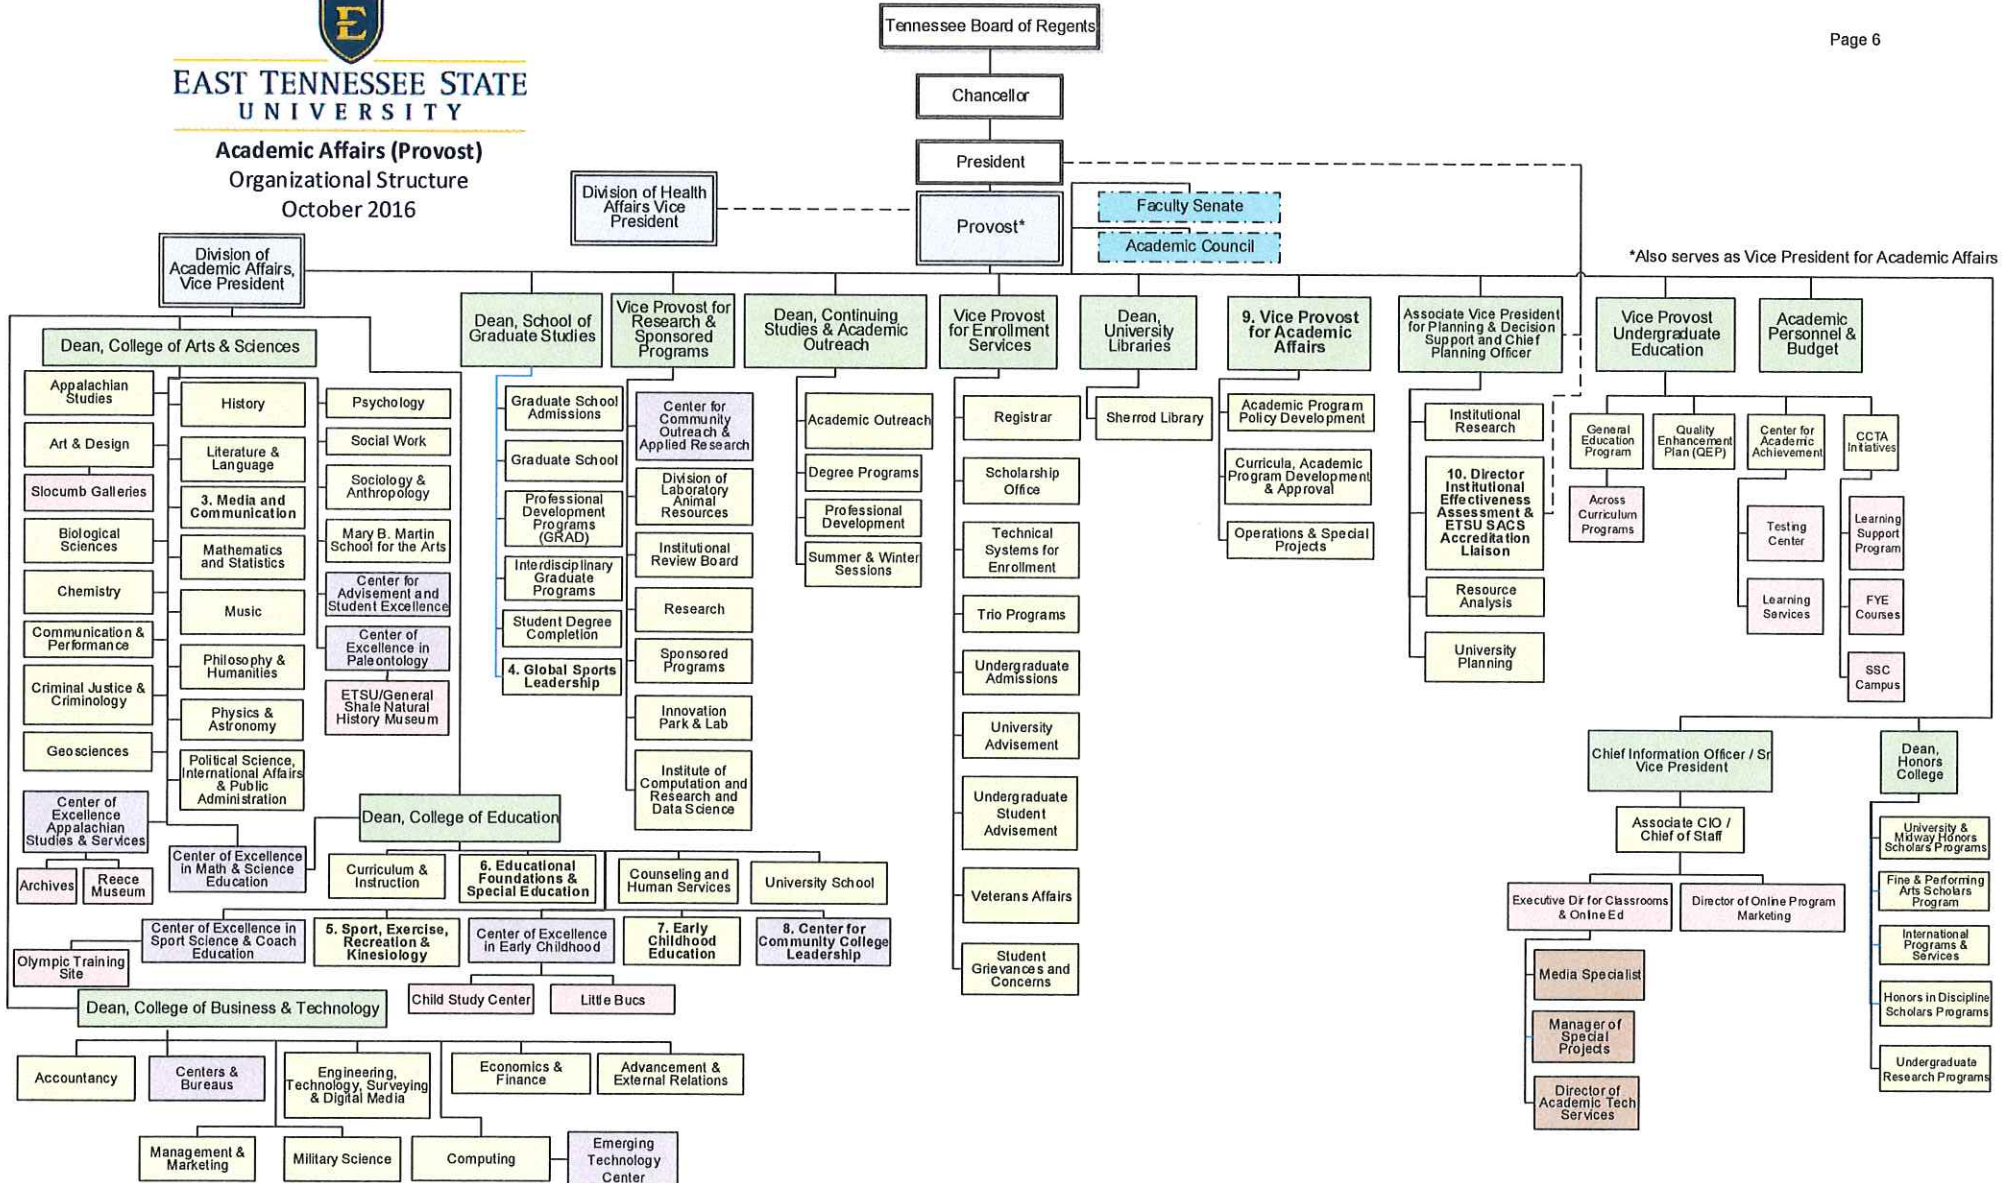 Tennessee Board of Regents
Page 6
E
EAST TENNESSEE STATE
UNIVERSITY
Academic Affairs (Provost)
Organizational Structure
October 2016
Chancellor
President
Division of Health
Affairs Vice
President
Provost*
Faculty Senate
Academic Council
*Also serves as Vice President for Academic Affairs
Division of
Academic Affairs,
Vice President
Dean, School of
Graduate Studies
Vice Provost for
Research &
Sponsored
Programs
Dean, Continuing
Studies & Academic
Outreach
Vice Provost
for Enrollment
Services
Dean,
University
Libraries
9. Vice Provost
for Academic
Affairs
Associate Vice President
for Planning & Decision
Support and Chief
Planning Officer
Vice Provost
Undergraduate
Education
Academic
Personnel &
Budget
Dean, College of Arts & Sciences
Appalachian
Studies
Art & Design
Slocumb Galleries
Biological
Sciences
Chemistry
Communication &
Performance
Criminal Justice &
Criminology
Geosciences
Center of
Excellence
Appalachian
Studies & Services
Archives
Reece
Museum
History
Literature &
Language
3. Media and
Communication
Mathematics
and Statistics
Music
Philosophy &
Humanities
Physics &
Astronomy
Political Science,
International Affairs
& Public
Administration
Center of Excellence
in Math & Science
Education
Psychology
Social Work
Sociology &
Anthropology
Mary B. Martin
School for the Arts
Center for
Advisement and
Student Excellence
Center of
Excellence in
Paleontology
ETSU/General
Shale Natural
History Museum
Graduate School
Admissions
Graduate School
Professional
Development
Programs
(GRAD)
Interdisciplinary
Graduate
Programs
Student Degree
Completion
4. Global Sports
Leadership
Center for
Community
Outreach &
Applied Research
Division of
Laboratory
Animal
Resources
Institutional
Review Board
Research
Sponsored
Programs
Innovation
Park & Lab
Institute of
Computation and
Research and
Data Science
Academic Outreach
Degree Programs
Professional
Development
Summer & Winter
Sessions
Registrar
Scholarship
Office
Technical
Systems for
Enrollment
Trio Programs
Undergraduate
Admissions
University
Advisement
Undergraduate
Student
Advisement
Veterans Affairs
Student
Grievances and
Concerns
Sherrod Library
Academic Program
Policy Development
Curricula, Academic
Program Development
& Approval
Operations & Special
Projects
Institutional
Research
10. Director
Institutional
Effectiveness
Assessment &
ETSU SACS
Accreditation
Liaison
Resource
Analysis
University
Planning
General
Education
Program
Across
Curriculum
Programs
Quality
Enhancement
Plan (QEP)
Center for
Academic
Achievement
Testing
Center
Learning
Services
CCTA
Initiatives
Learning
Support
Program
FYE
Courses
SSC
Campus
Dean, College of Education
Curriculum &
Instruction
6. Educational
Foundations &
Special Education
Counseling and
Human Services
University School
Center of Excellence in
Sport Science & Coach
Education
5. Sport, Exercise,
Recreation &
Kinesiology
Center of Excellence
in Early Childhood
7. Early
Childhood
Education
8. Center for
Community College
Leadership
Olympic Training
Site
Child Study Center
Little Bucs
Dean, College of Business & Technology
Accountancy
Centers &
Bureaus
Engineering,
Technology, Surveying
& Digital Media
Economics &
Finance
Advancement &
External Relations
Management &
Marketing
Military Science
Computing
Emerging
Technology
Center
Chief Information Officer / Sr
Vice President
Associate CIO /
Chief of Staff
Executive Dir for Classrooms
& Online Ed
Director of Online Program
Marketing
Media Specialist
Manager of
Special
Projects
Director of
Academic Tech
Services
Dean,
Honors
College
University &
Midway Honors
Scholars Programs
Fine & Performing
Arts Scholars
Program
International
Programs &
Services
Honors in Discipline
Scholars Programs
Undergraduate
Research Programs